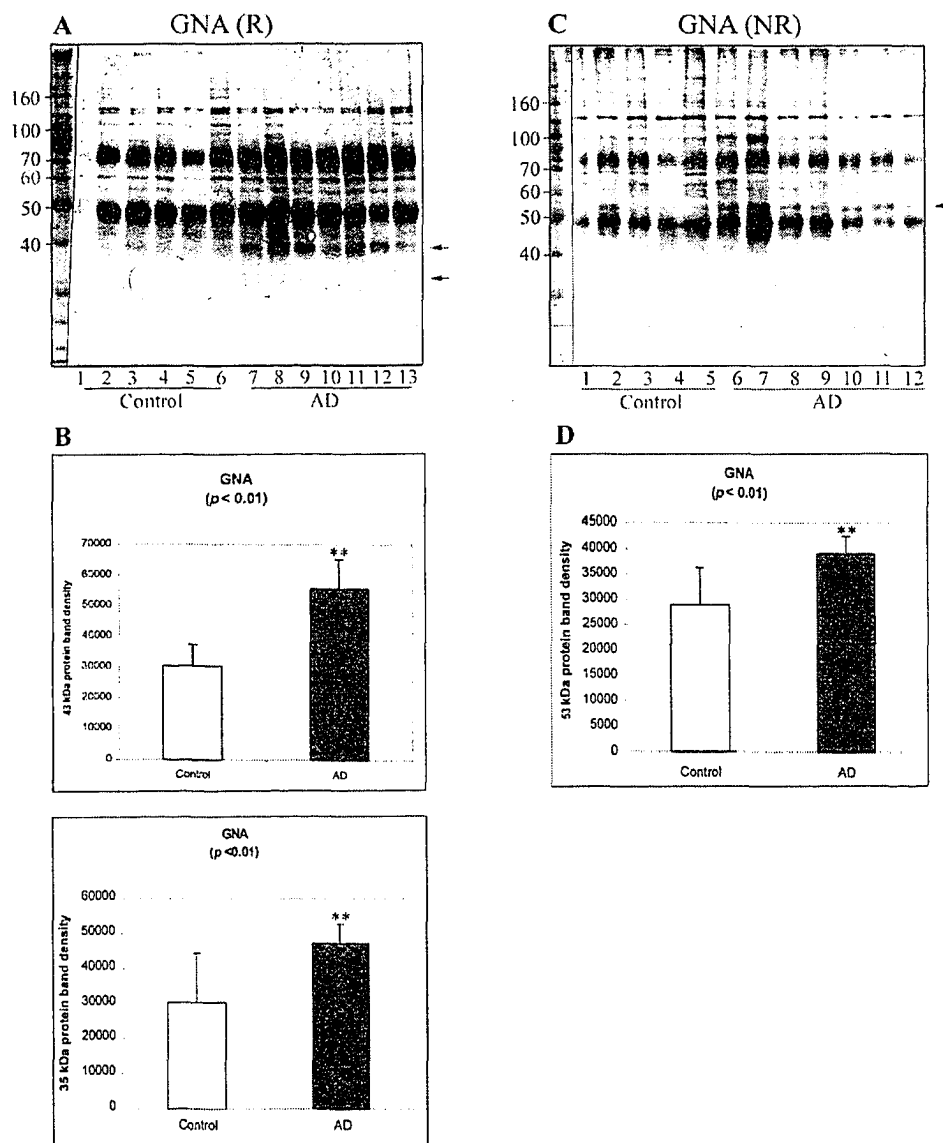 A GNA (R)
160
100
70
60
50
40
1 2 3 4 5 6 7 8 9 10 11 12 13
Control AD
C GNA (NR)
160
100
70
60
50
40
1 2 3 4 5 6 7 8 9 10 11 12
Control AD
B
GNA
(p < 0.01)
43 kDa protein band density
70000
60000
50000
40000
30000
20000
10000
0
**
Control AD
GNA
(p <0.01)
35 kDa protein band density
60000
50000
40000
30000
20000
10000
0
**
Control AD
D
GNA
(p < 0.01)
53 kDa protein band density
45000
40000
35000
30000
25000
20000
15000
10000
5000
0
**
Control AD